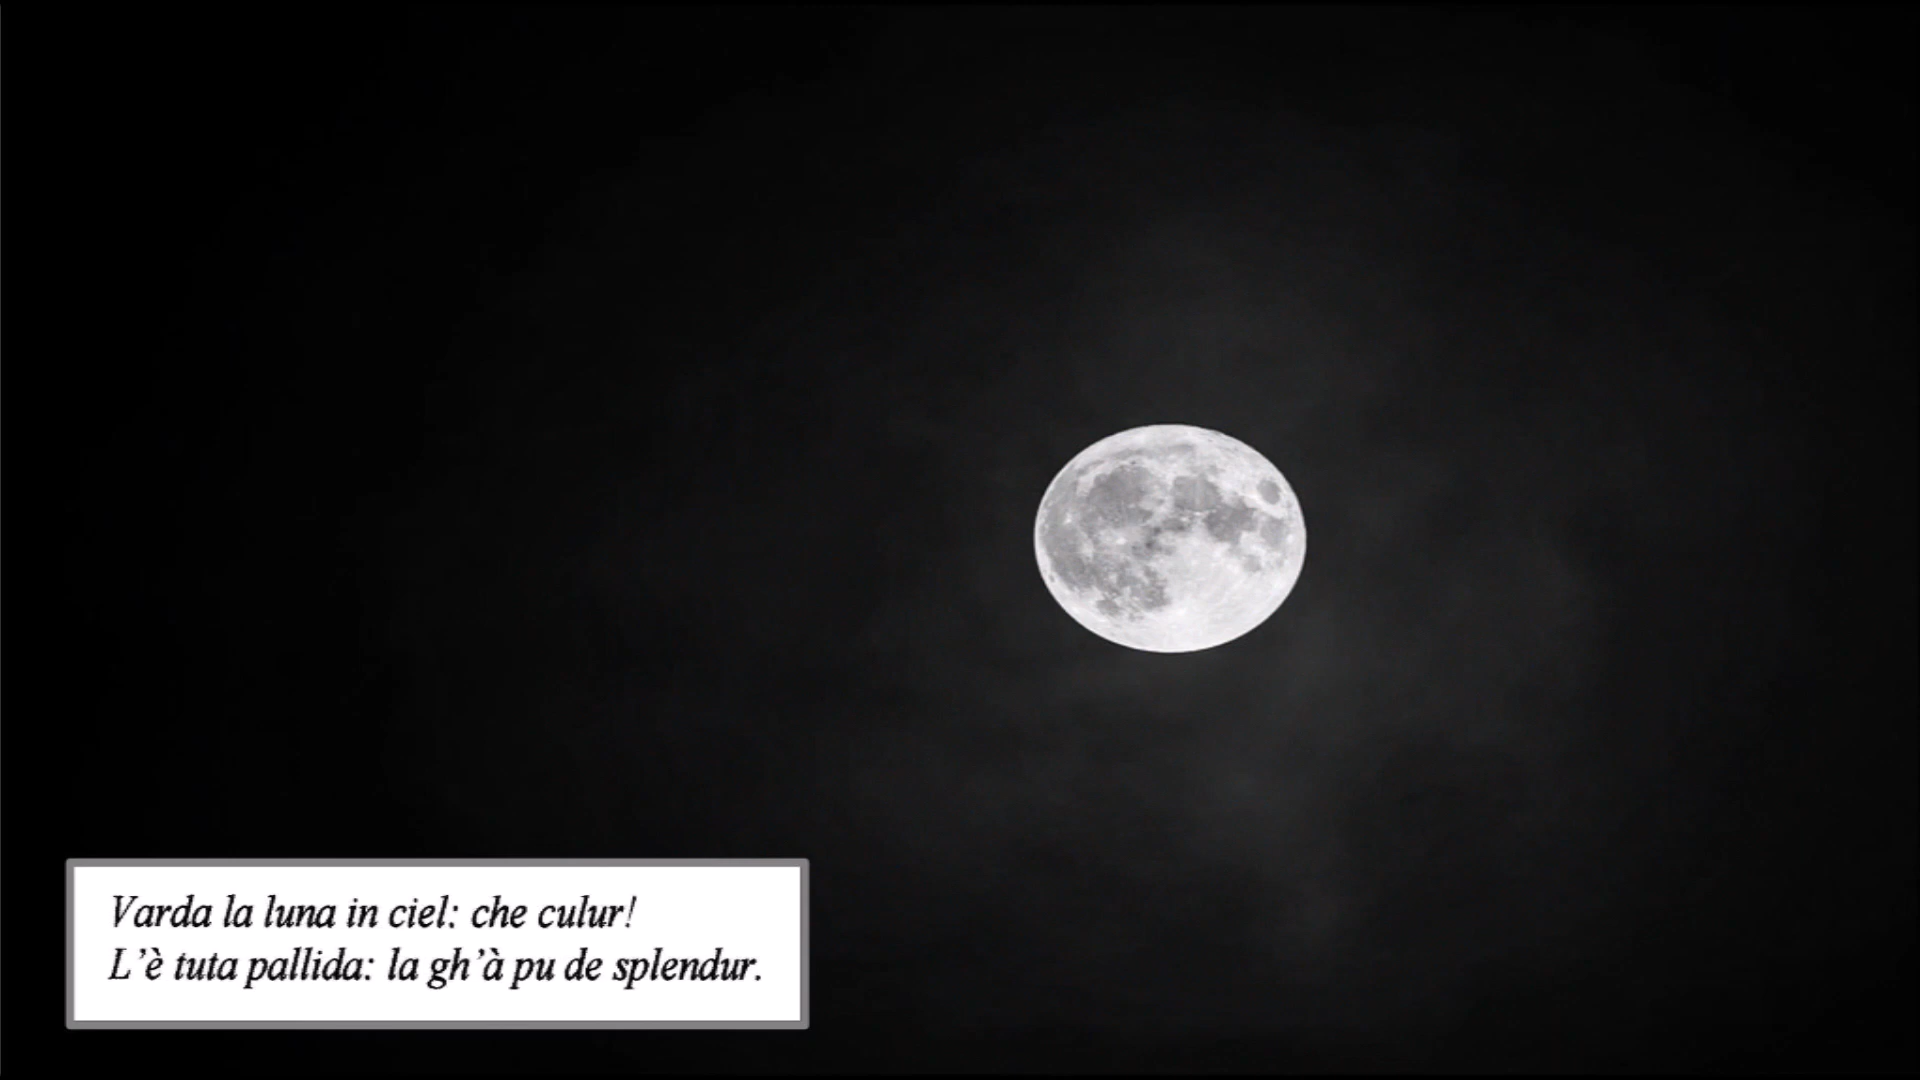 Varda la luna in ciel: che culur!
L’è tuta pallida: la gh’à pu de splendur.